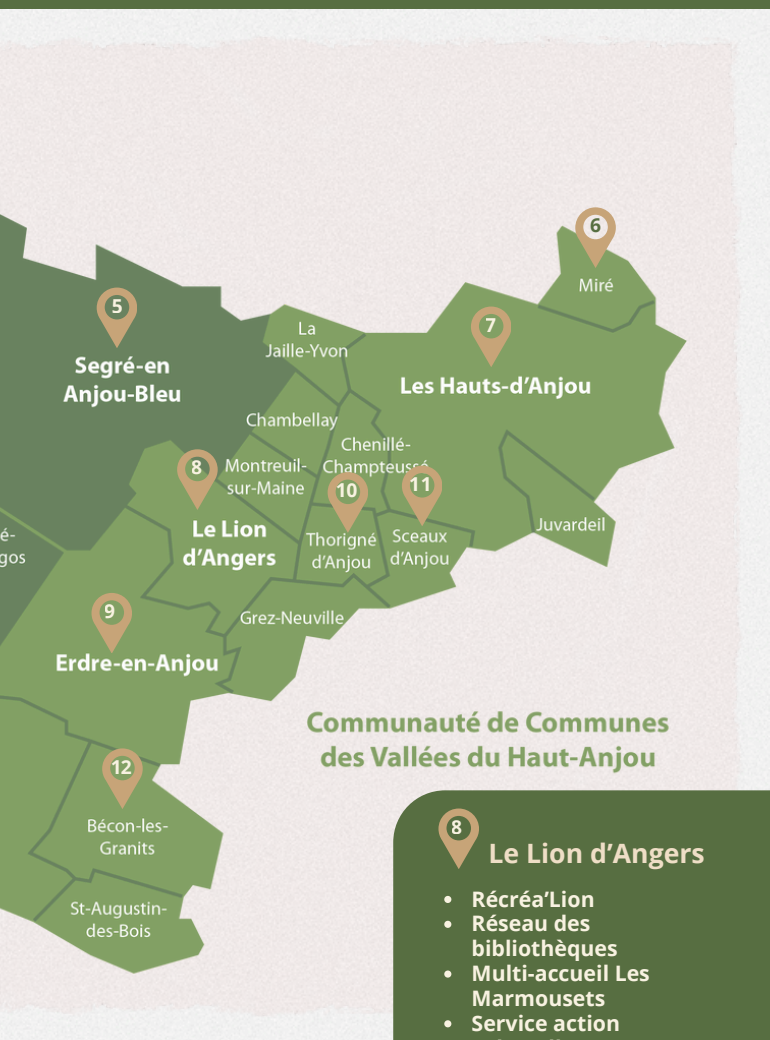 6
Miré
5
Segré-en
Anjou-Bleu
La
Jaille-Yvon
7
Les Hauts-d’Anjou
Chambellay
Chenillé-
Champteussé
8
Montreuil-
sur-Maine
10
11
Le Lion
d’Angers
Thorigné
d’Anjou
Sceaux
d’Anjou
Juvardeil
é-
gos
9
Grez-Neuville
Erdre-en-Anjou
Communauté de Communes
des Vallées du Haut-Anjou
12
Bécon-les-
Granits
St-Augustin-
des-Bois
8
Le Lion d’Angers
• Récréa’Lion
• Réseau des
bibliothèques
• Multi-accueil Les
Marmousets
• Service action